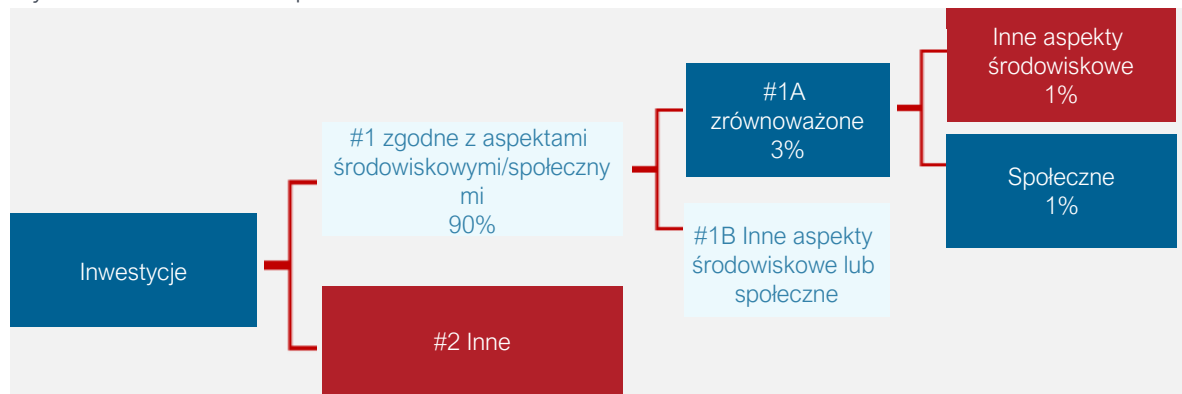 Inwestycje
#1 zgodne z aspektami
środowiskowymi/społeczny
mi
90%
#2 Inne
#1A
zrównoważone
3%
#1B Inne aspekty
środowiskowe lub
społeczne
Inne aspekty
środowiskowe
1%
Społeczne
1%